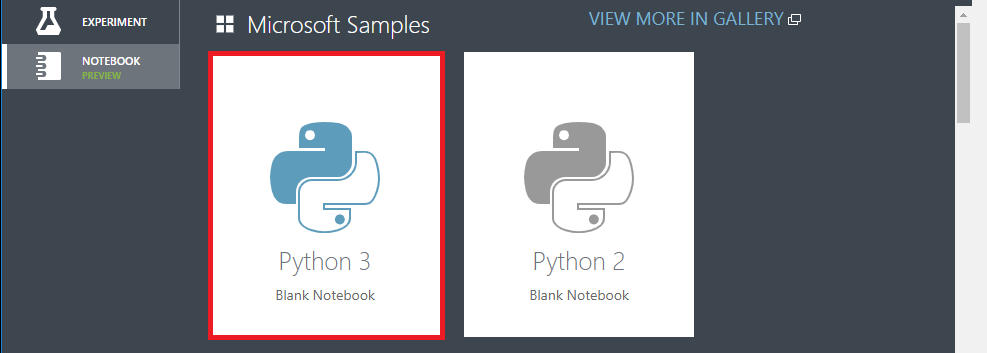 EXPERIMENT
NOTEBOOK
PREVIEW
Microsoft Samples
VIEW MORE IN GALLERY
Python 3
Blank Notebook
Python 2
Blank Notebook